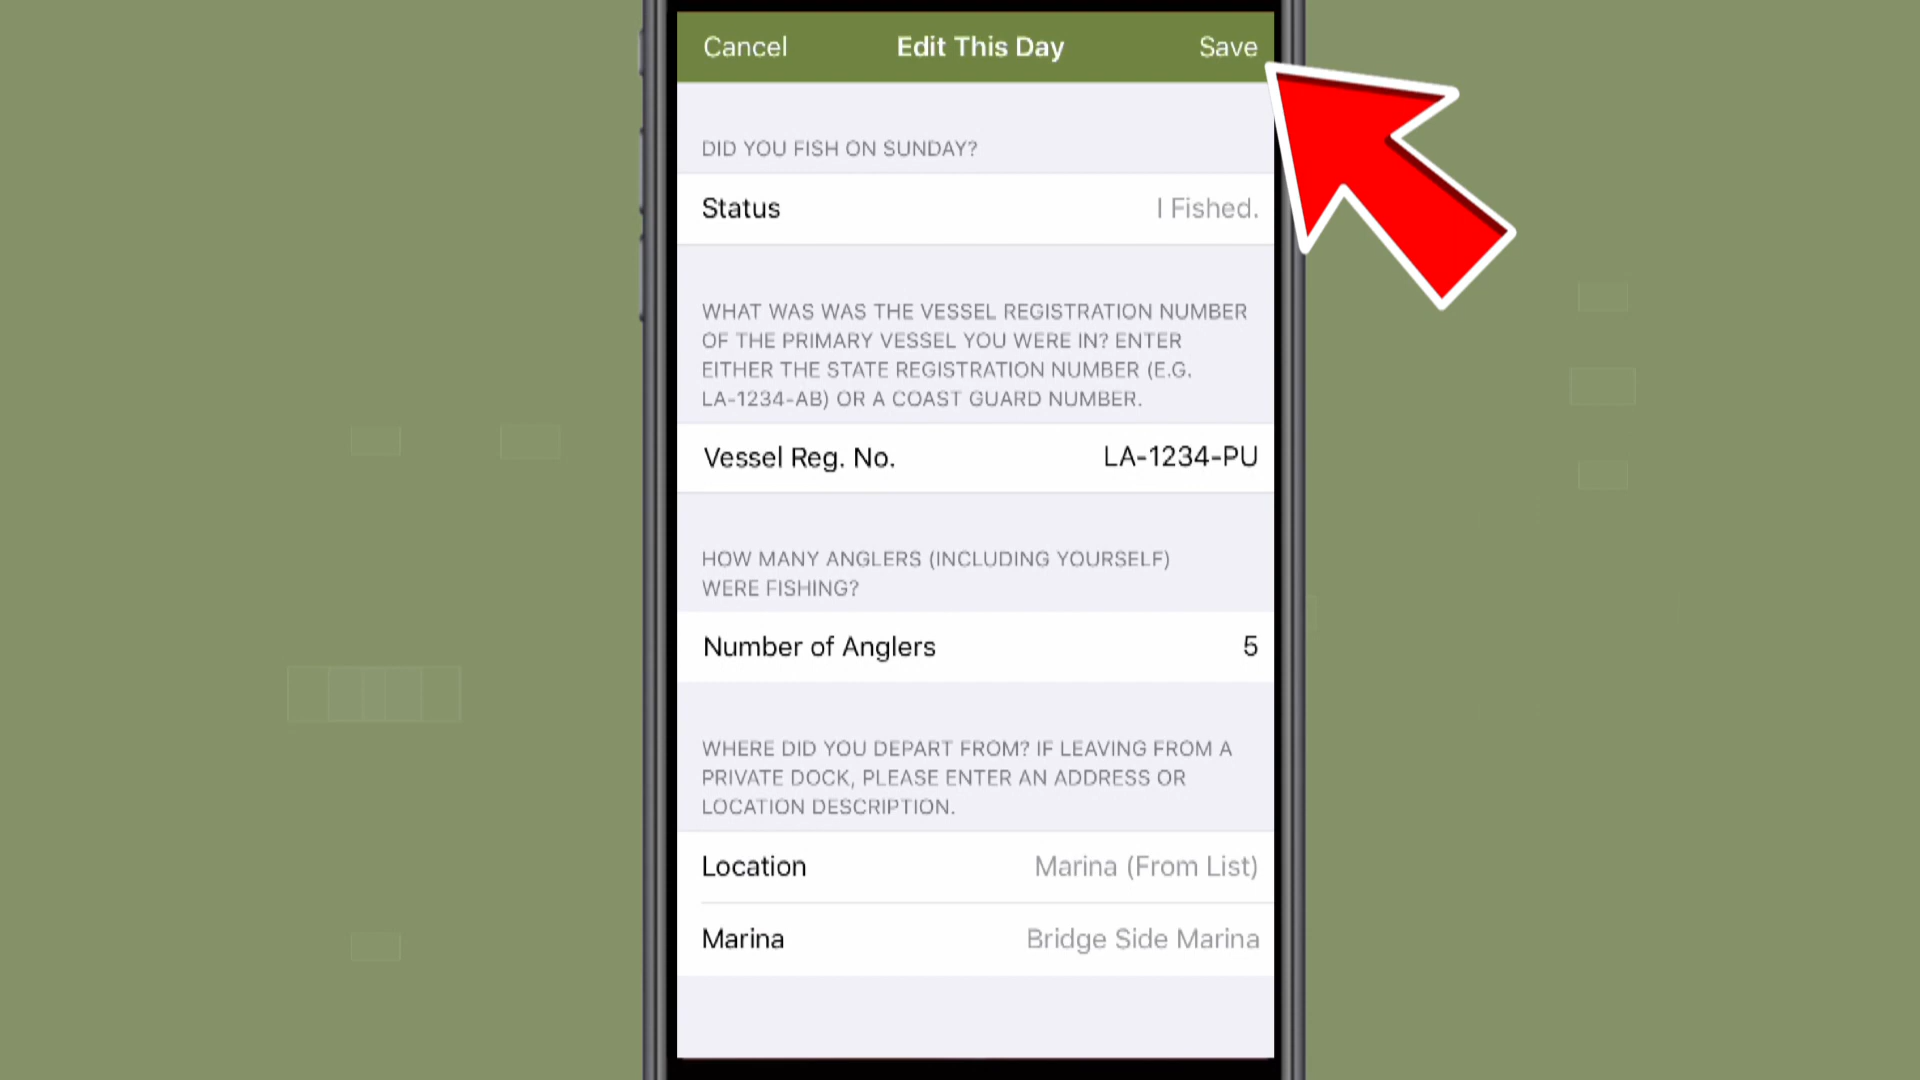 Cancel Edit This Day Save
DID YOU FISH ON SUNDAY?
Status I Fished.
WHAT WAS WAS THE VESSEL REGISTRATION NUMBER
OF THE PRIMARY VESSEL YOU WERE IN? ENTER
EITHER THE STATE REGISTRATION NUMBER (E.G.
LA-1234-AB) OR A COAST GUARD NUMBER.
Vessel Reg. No. LA-1234-PU
HOW MANY ANGLERS (INCLUDING YOURSELF)
WERE FISHING?
Number of Anglers 5
WHERE DID YOU DEPART FROM? IF LEAVING FROM A
PRIVATE DOCK, PLEASE ENTER AN ADDRESS OR
LOCATION DESCRIPTION.
Location Marina (From List)
Marina Bridge Side Marina